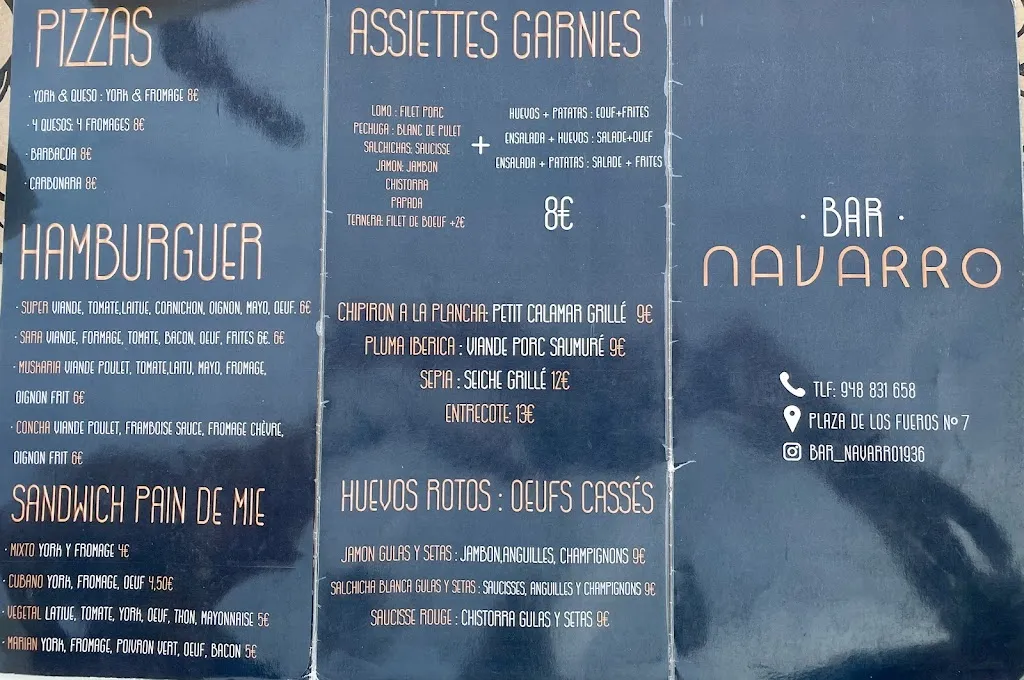 PIZZAS
· YORK & QUESO : YORK & FROMAGE 8€
· 4 QUESOS: 4 FROMAGES 8€
· BARBACOA 8€
· CARBONARA 8€
HAMBURGUER
· SUPER VIANDE, TOMATE,LAITUE, CORNICHON, OIGNON, MAYO, OEUF. 6€
· SARA VIANDE, FORMAGE, TOMATE, BACON, OEUF, FRITES 6€. 6€
· MUSKARIA VIANDE POULET, TOMATE,LAITU, MAYO, FROMAGE,
OIGNON FRIT 6€
· CONCHA VIANDE POULET, FRAMBOISE SAUCE, FROMAGE CHÈVRE,
OIGNON FRIT 6€
SANDWICH PAIN DE MIE
· MIXTO YORK Y FROMAGE 4€
· CUBANO YORK, FROMAGE, OEUF 4,50€
· VEGETAL LATIUE, TOMATE, YORK, OEUF, THON, MAYONNAISE 5€
· MARIAN YORK, FROMAGE, POIVRON VERT, OEUF, BACON 5€
ASSIETTES GARNIES
LOMO : FILET PORC
PECHUGA : BLANC DE PULET
SALCHICHAS: SAUCISSE
JAMON: JAMBON
CHISTORRA
PAPADA
TERNERA: FILET DE BOEUF +2€
+
HUEVOS + PATATAS : EOUF+FRITES
ENSALADA + HUEVOS : SALADE+OUEF
ENSALADA + PATATAS : SALADE + FRITES
8€
CHIPIRON A LA PLANCHA: PETIT CALAMAR GRILLÉ 9€
PLUMA IBERICA : VIANDE PORC SAUMURÉ 9€
SEPIA : SEICHE GRILLÉ 12€
ENTRECOTE: 13€
HUEVOS ROTOS : OEUFS CASSÉS
JAMON GULAS Y SETAS : JAMBON,ANGUILLES, CHAMPIGNONS 9€
SALCHICHA BLANCA GULAS Y SETAS : SAUCISSES, ANGUILLES Y CHAMPIGNONS 9€
SAUCISSE ROUGE : CHISTORRA GULAS Y SETAS 9€
· BAR ·
NAVARRO
TLF: 948 831 658
PLAZA DE LOS FUEROS Nº 7
BAR_NAVARRO1936